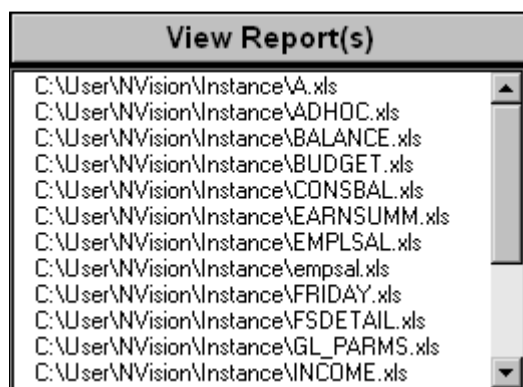 View Report(s)
C:\User\NVision\Instance\A.xls
C:\User\NVision\Instance\ADHOC.xls
C:\User\NVision\Instance\BALANCE.xls
C:\User\NVision\Instance\BUDGET.xls
C:\User\NVision\Instance\CONSBAL.xls
C:\User\NVision\Instance\EARNSUMM.xls
C:\User\NVision\Instance\EMPLSAL.xls
C:\User\NVision\Instance\empsal.xls
C:\User\NVision\Instance\FRIDAY.xls
C:\User\NVision\Instance\FSDETAIL.xls
C:\User\NVision\Instance\GL_PARMS.xls
C:\User\NVision\Instance\INCOME.xls